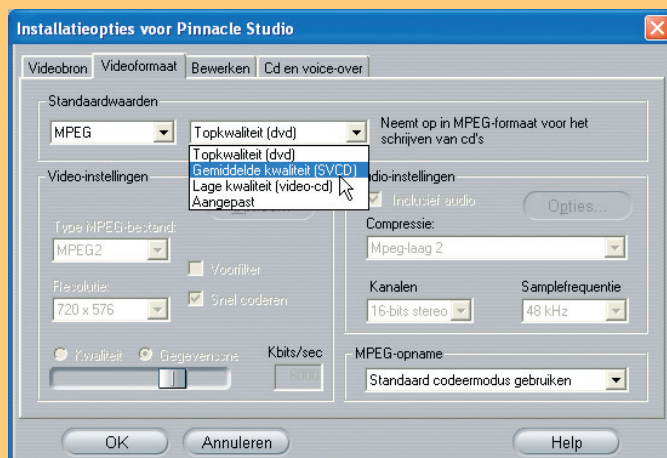 Installatieopties voor Pinnacle Studio
Videobron Videoformaat Bewerken Cd en voice-over
Standaardwaarden
MPEG Topkwaliteit (dvd) Neemt op in MPEG-formaat voor het
schrijven van cd's
Topkwaliteit (dvd)
Gemiddelde kwaliteit (SVCD)
Lage kwaliteit (video-cd)
Aangepast
Video-instellingen
Type MPEG-bestand:
MPEG2
Voorfilter
Resolutie:
720 x 576
Snel coderen
Kwaliteit Kbits/sec
6000
Inclusief audio Opties...
Compressie:
Mpeg-laag 2
Kanalen Samplefrequentie
16-bits stereo 48 kHz
MPEG-opname
Standaard codeermodus gebruiken
OK Annuleren Help